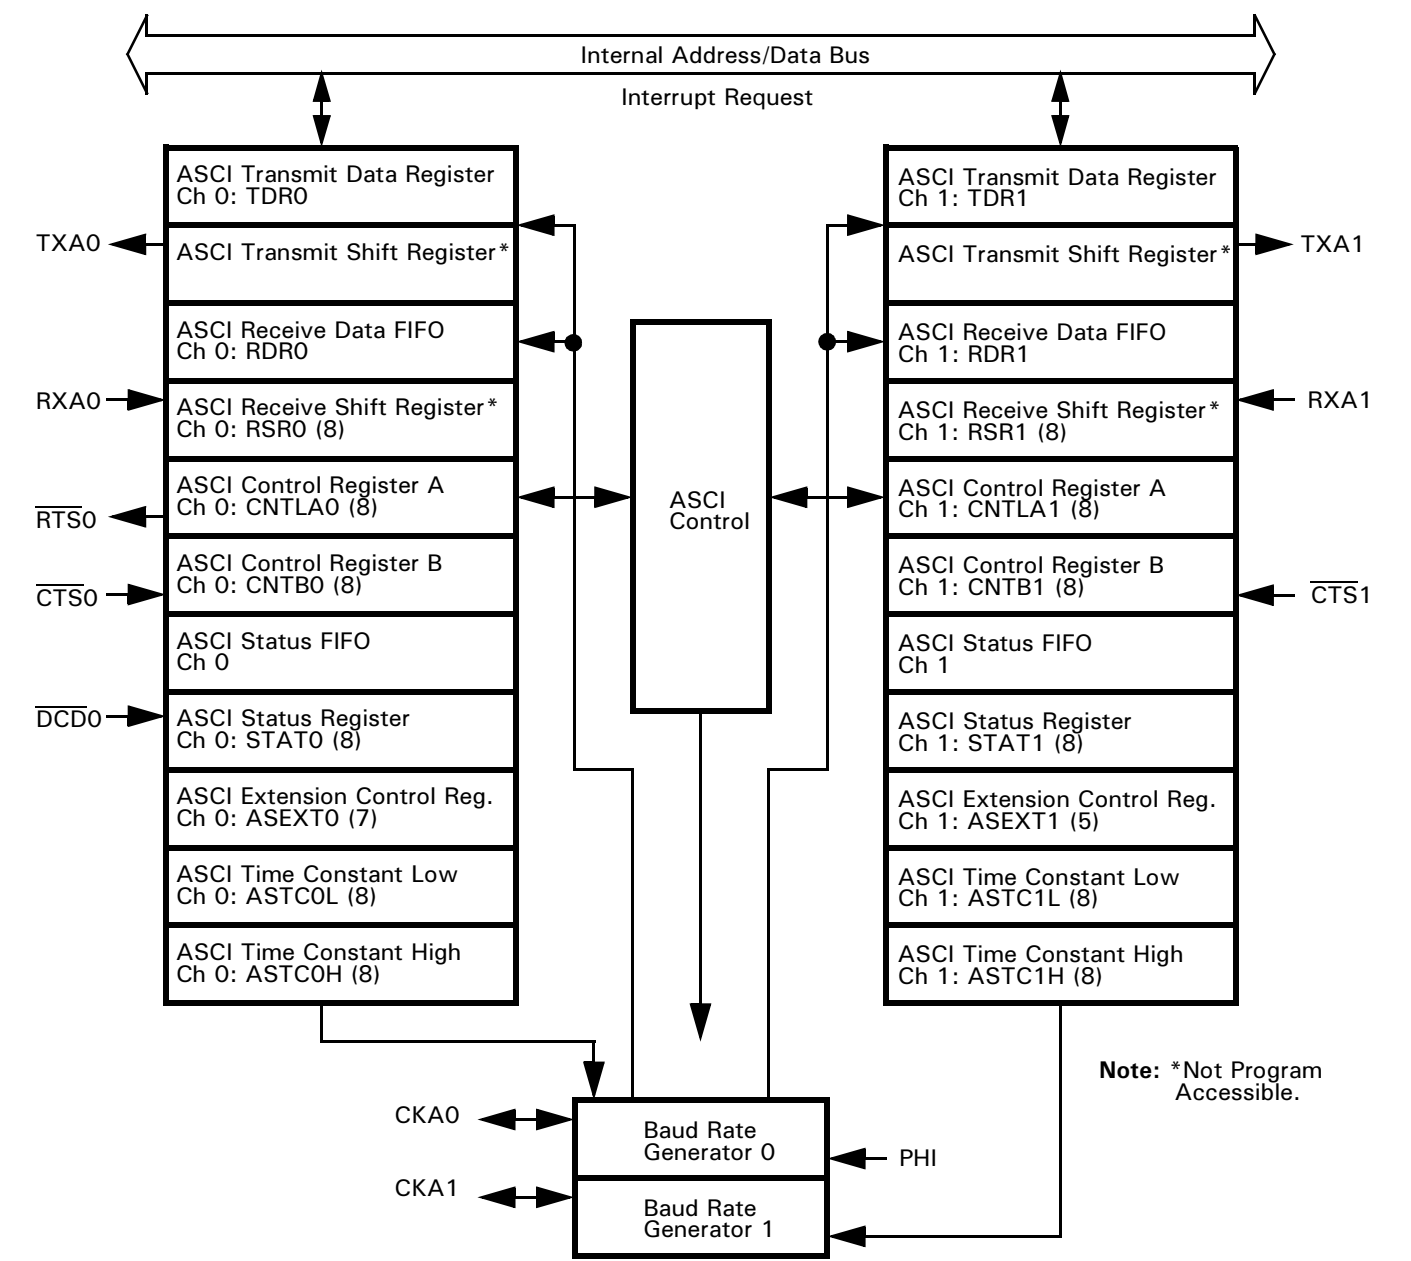 Internal Address/Data Bus
Interrupt Request
ASCI Transmit Data Register
Ch 0: TDR0
TXA0
ASCI Transmit Shift Register*
ASCI Receive Data FIFO
Ch 0: RDR0
RXA0
ASCI Receive Shift Register*
Ch 0: RSR0 (8)
ASCI Control Register A
Ch 0: CNTLA0 (8)
RTS0
ASCI Control Register B
Ch 0: CNTB0 (8)
CTS0
ASCI Status FIFO
Ch 0
ASCI Status Register
Ch 0: STAT0 (8)
DCD0
ASCI Extension Control Reg.
Ch 0: ASEXT0 (7)
ASCI Time Constant Low
Ch 0: ASTC0L (8)
ASCI Time Constant High
Ch 0: ASTC0H (8)
ASCI
Control
ASCI Transmit Data Register
Ch 1: TDR1
ASCI Transmit Shift Register*
TXA1
ASCI Receive Data FIFO
Ch 1: RDR1
ASCI Receive Shift Register*
Ch 1: RSR1 (8)
RXA1
ASCI Control Register A
Ch 1: CNTLA1 (8)
ASCI Control Register B
Ch 1: CNTB1 (8)
CTS1
ASCI Status FIFO
Ch 1
ASCI Status Register
Ch 1: STAT1 (8)
ASCI Extension Control Reg.
Ch 1: ASEXT1 (5)
ASCI Time Constant Low
Ch 1: ASTC1L (8)
ASCI Time Constant High
Ch 1: ASTC1H (8)
Note: *Not Program
Accessible.
CKA0
Baud Rate
Generator 0
PHI
CKA1
Baud Rate
Generator 1